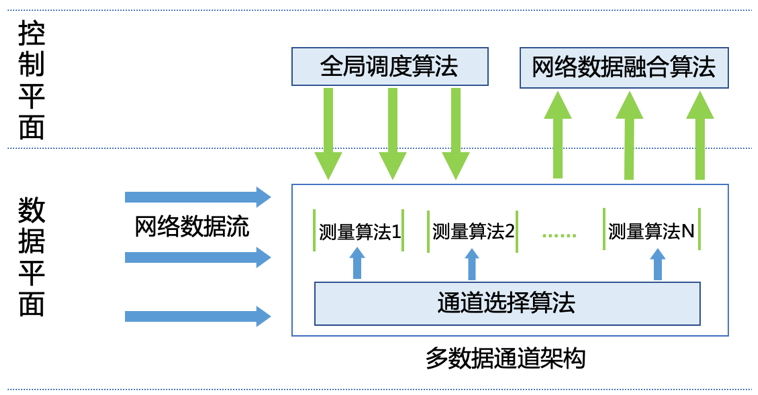 控制平面
全局调度算法
网络数据融合算法
数据平面
网络数据流
测量算法1
测量算法2
……
测量算法N
通道选择算法
多数据通道架构